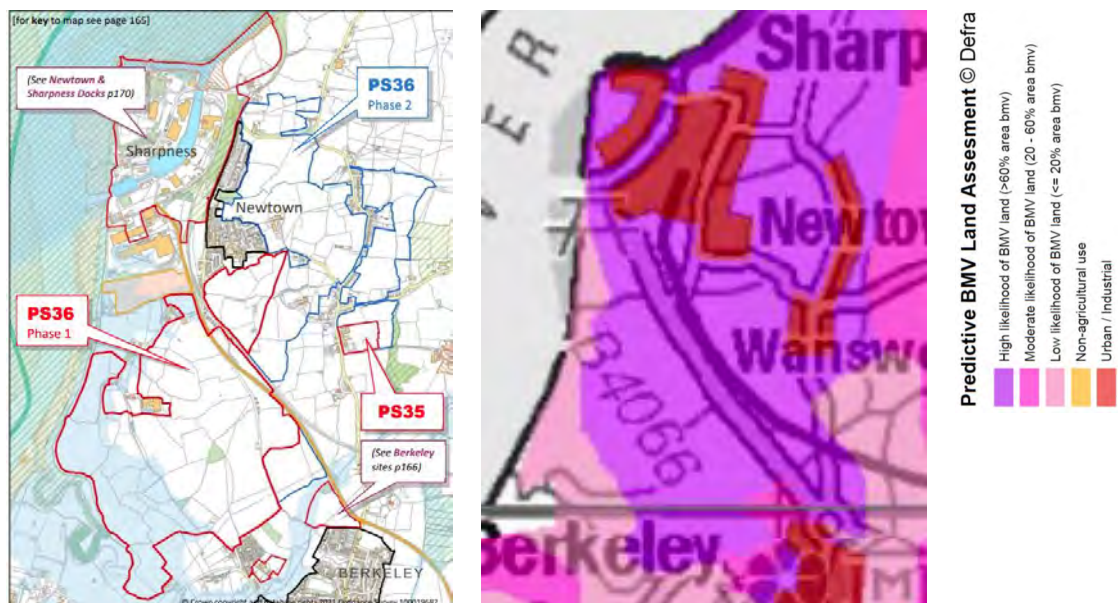 [for key to map see page 165]
(See Newtown &
Sharpness Docks p170)
PS36
Phase 2
Sharpness
Newtown
PS36
Phase 1
PS35
(See Berkeley
sites p166)
BERKELEY
VER
Sharp
Newtow
Wansw
B4066
Berkeley
M
Predictive BMV Land Assessment © Defra
High likelihood of BMV land (>60% area bmv)
Moderate likelihood of BMV land (20 - 60% area bmv)
Low likelihood of BMV land (<= 20% area bmv)
Non-agricultural use
Urban / Industrial